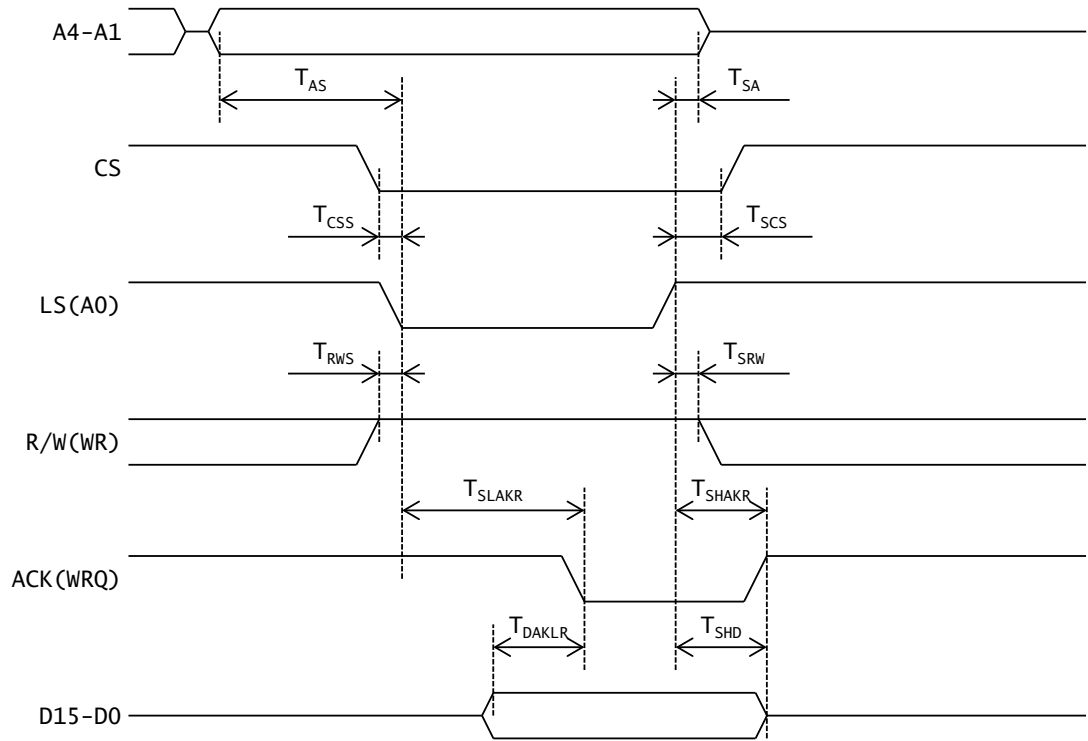 A4-A1
T_AS
T_SA
CS
T_CSS
T_SCS
LS(A0)
T_RWS
T_SRW
R/W(WR)
T_SLAKR
T_SHAKR
ACK(WRQ)
T_DAKLR
T_SHD
D15-D0